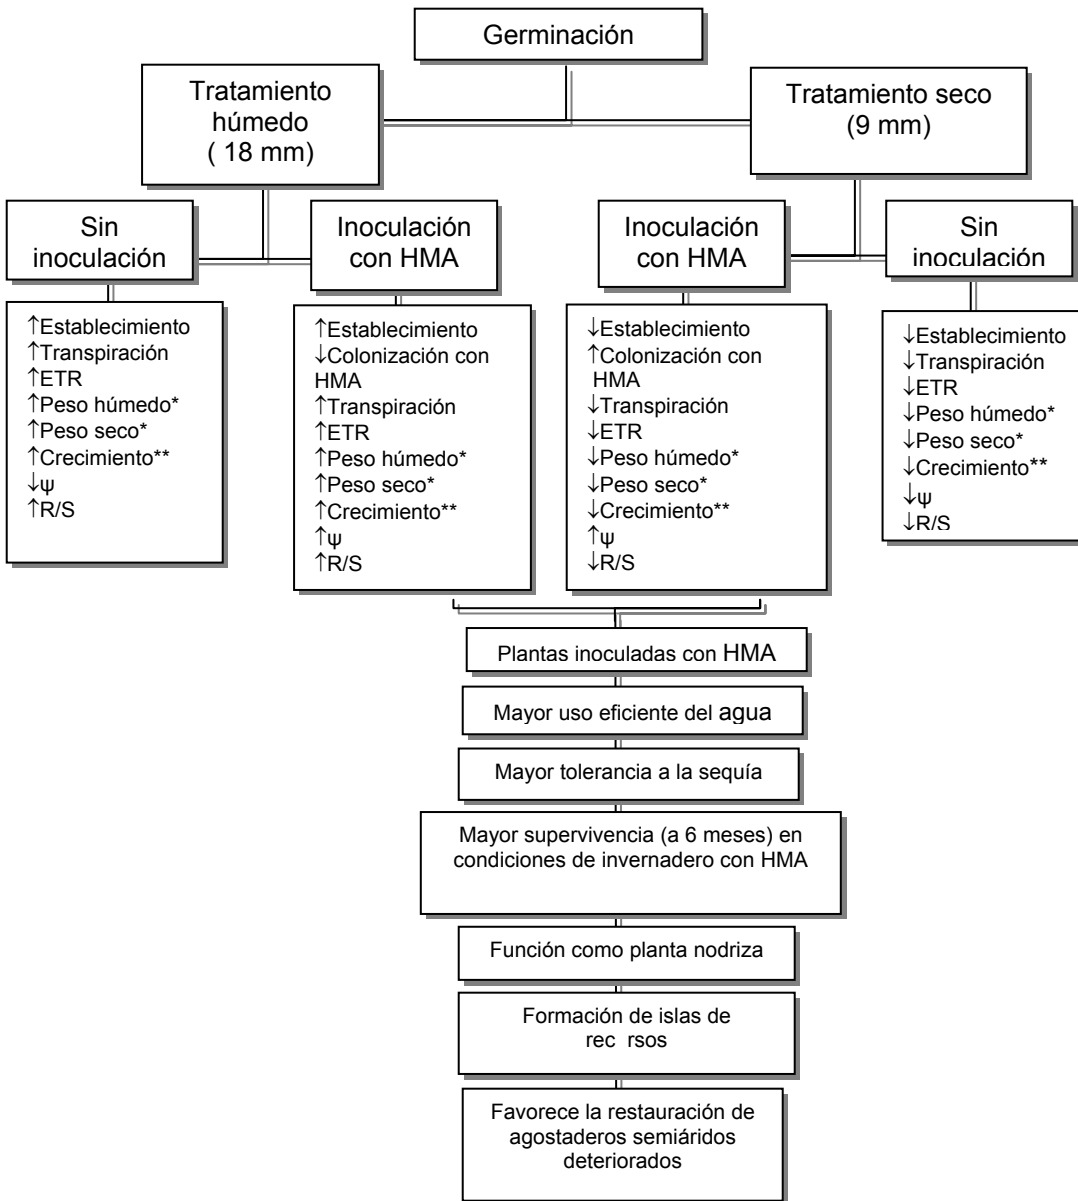 Germinación
Tratamiento
húmedo
( 18 mm)
Tratamiento seco
(9 mm)
Sin
inoculación
Inoculación
con HMA
Inoculación
con HMA
Sin
inoculación
↑Establecimiento
↑Transpiración
↑ETR
↑Peso húmedo*
↑Peso seco*
↑Crecimiento**
↓ψ
↑R/S
↑Establecimiento
↓Colonización con
HMA
↑Transpiración
↑ETR
↑Peso húmedo*
↑Peso seco*
↑Crecimiento**
↑ψ
↑R/S
↓Establecimiento
↑Colonización con
HMA
↓Transpiración
↓ETR
↓Peso húmedo*
↓Peso seco*
↓Crecimiento**
↑ψ
↓R/S
↓Establecimiento
↓Transpiración
↓ETR
↓Peso húmedo*
↓Peso seco*
↓Crecimiento**
↓ψ
↓R/S
Plantas inoculadas con HMA
Mayor uso eficiente del agua
Mayor tolerancia a la sequía
Mayor supervivencia (a 6 meses) en
condiciones de invernadero con HMA
Función como planta nodriza
Formación de islas de
rec rsos
Favorece la restauración de
agostaderos semiáridos
deteriorados